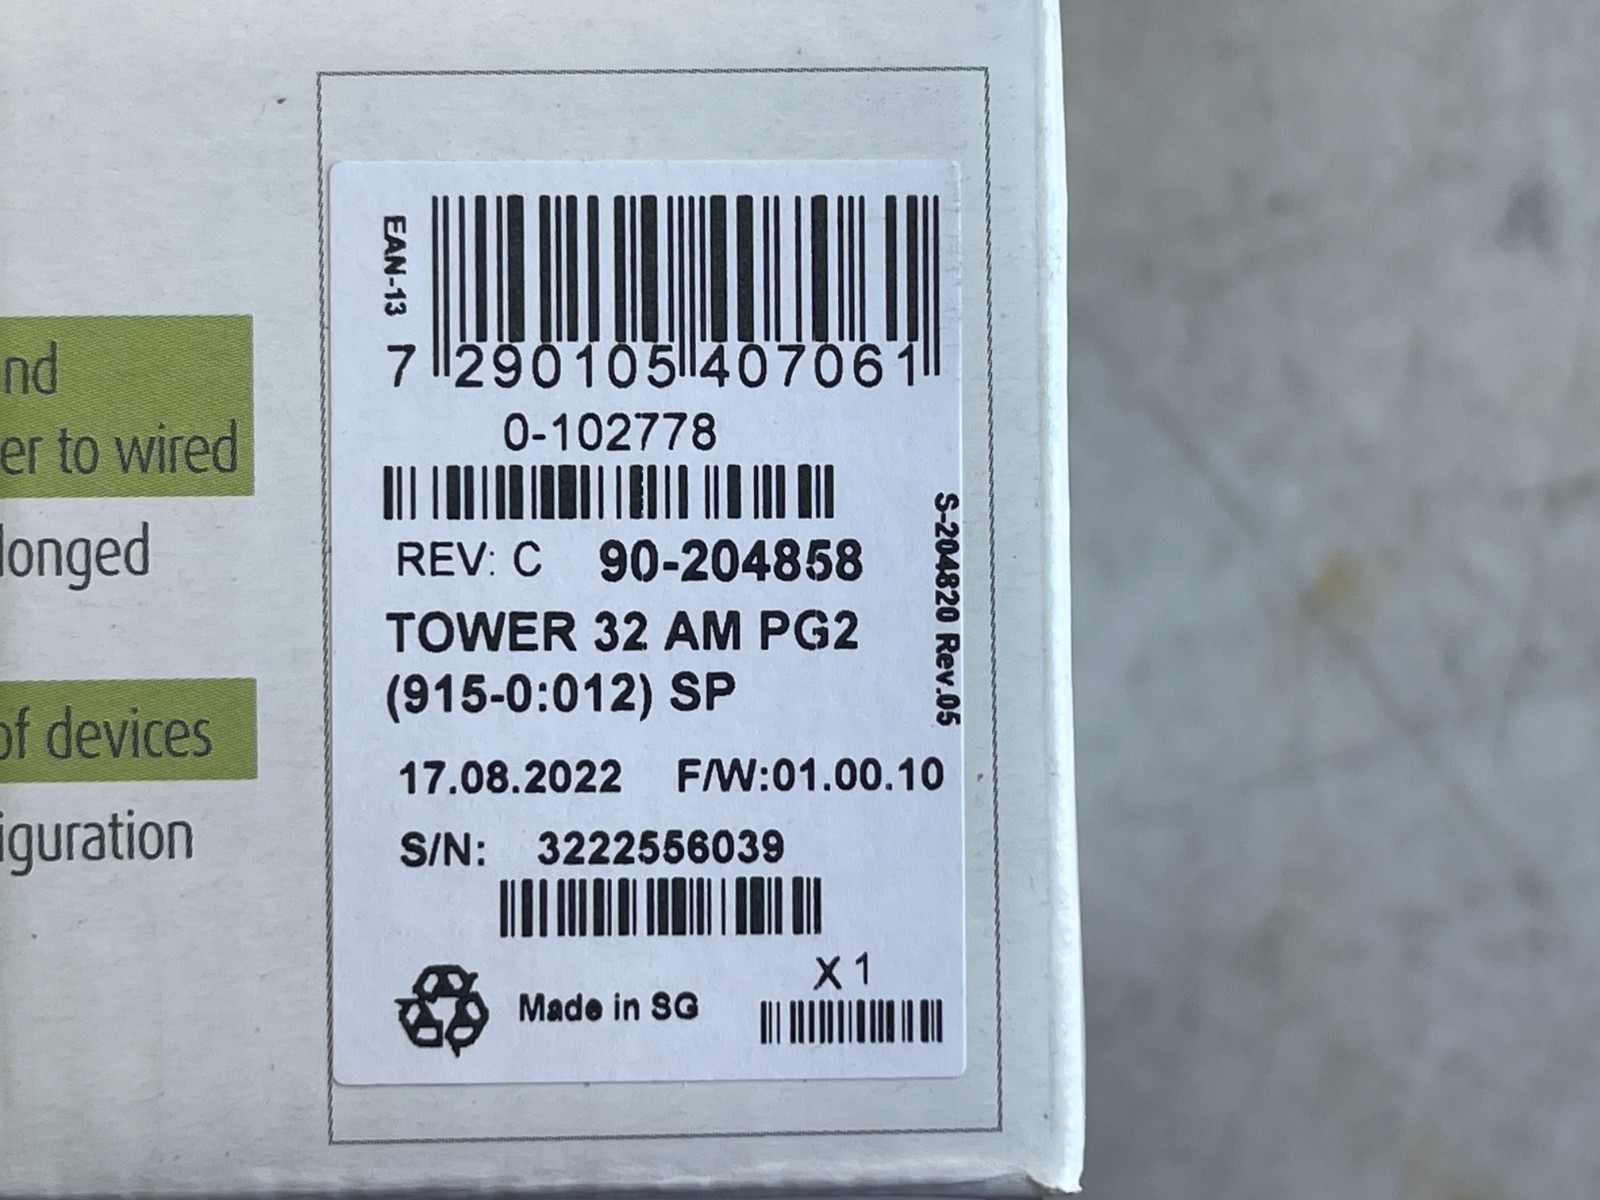 nd
er to wired
longed
of devices
iguration
EAN-13
7 290105 407061
0-102778
REV: C 90-204858
TOWER 32 AM PG2
(915-0:012) SP
S-204820 Rev.05
17.08.2022 F/W:01.00.10
S/N: 3222556039
X 1
Made in SG